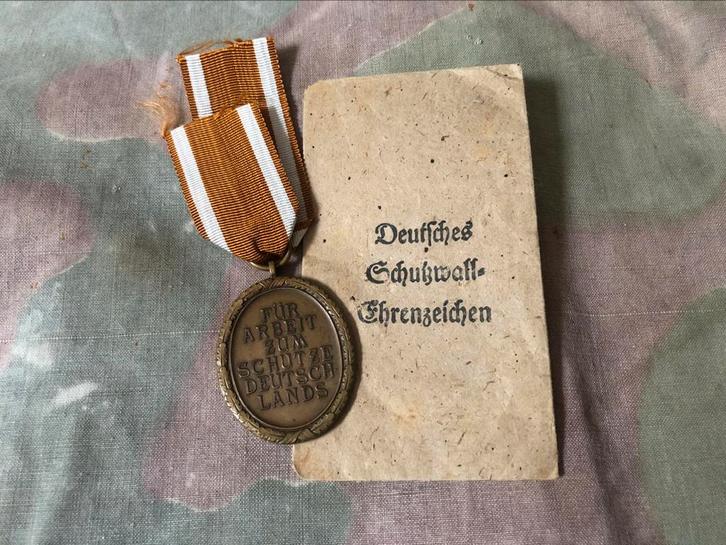 FÜR
ARBEIT
ZUM
SCHUTZE
DEUTSCH
LANDS
Deutsches
Schutzwall-
Ehrenzeichen